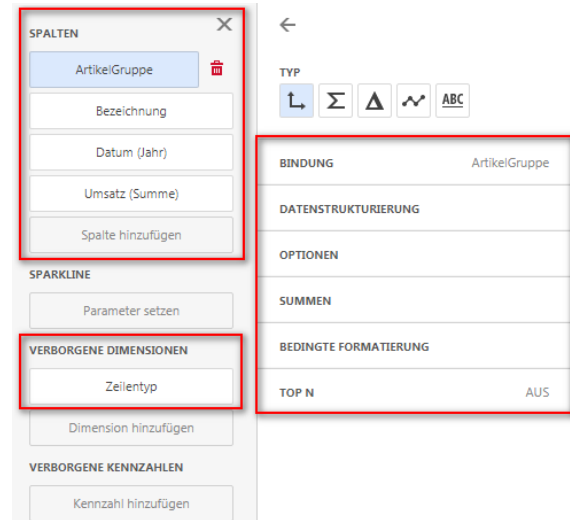 SPALTEN
ArtikelGruppe
Bezeichnung
Datum (Jahr)
Umsatz (Summe)
Spalte hinzufügen
SPARKLINE
Parameter setzen
VERBORGENE DIMENSIONEN
Zeilentyp
Dimension hinzufügen
VERBORGENE KENNZAHLEN
Kennzahl hinzufügen
TYP
ABC
BINDUNG ArtikelGruppe
DATENSTRUKTURIERUNG
OPTIONEN
SUMMEN
BEDINGTE FORMATIERUNG
TOP N AUS